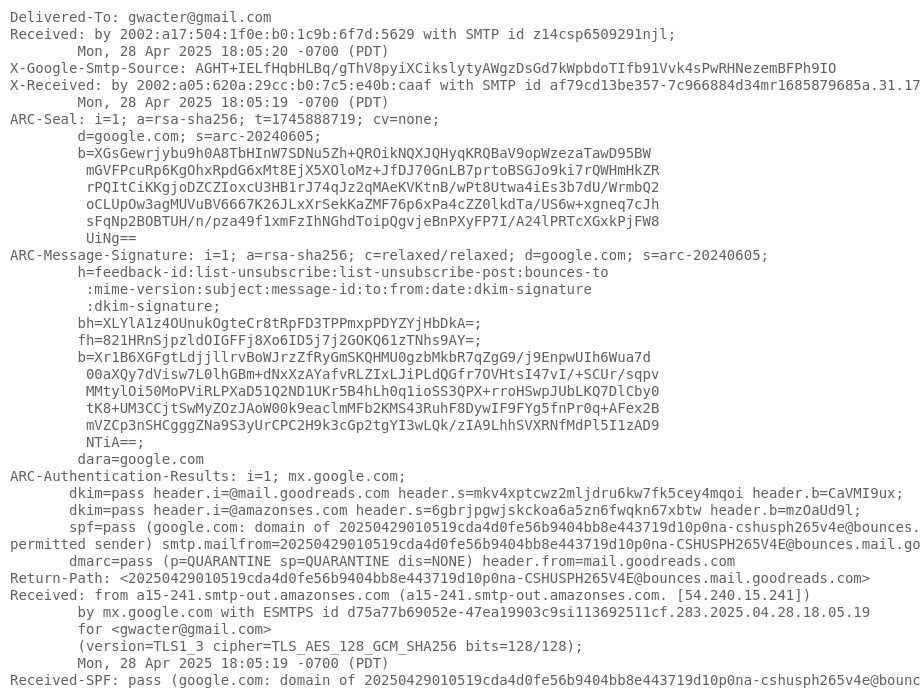 Delivered-To: gwacter@gmail.com
Received: by 2002:a17:504:1f0e:b0:1c9b:6f7d:5629 with SMTP id z14csp6509291njl;
Mon, 28 Apr 2025 18:05:20 -0700 (PDT)
X-Google-Smtp-Source: AGHT+IELfHqbHLBq/gThV8pyiXCikslytyAWgzDsGd7kWpbdoTIfb91Vvk4sPwRHNezemBFPh9IO
X-Received: by 2002:a05:620a:29cc:b0:7c5:e40b:caaf with SMTP id af79cd13be357-7c966884d34mr1685879685a.31.17
Mon, 28 Apr 2025 18:05:19 -0700 (PDT)
ARC-Seal: i=1; a=rsa-sha256; t=1745888719; cv=none;
d=google.com; s=arc-20240605;
b=XGsGewrjybu9h0A8TbHInW7SDNu5Zh+QROikNQXJQHyqKRQBaV9opWzezaTawD95BW
mGVFPcuRp6KgOhxRpdG6xMt8EjX5XOloMz+JfDJ70GnLB7prtoBSGJo9ki7rQWHmHkZR
rPQItCiKKgjoDZCZIoxcU3HB1rJ74qJz2qMAeKVKtnB/wPt8Utwa4iEs3b7dU/WrmbQ2
oCLUpOw3agMUVuBV6667K26JLxXrSekKaZMF76p6xPa4cZZ0lkdTa/US6w+xgneq7cJh
sFqNp2BOBTUH/n/pza49f1xmFzIhNGhdToipQgvjeBnPXyFP7I/A24lPRTcXGxkPjFW8
UiNg==
ARC-Message-Signature: i=1; a=rsa-sha256; c=relaxed/relaxed; d=google.com; s=arc-20240605;
h=feedback-id:list-unsubscribe:list-unsubscribe-post:bounces-to
:mime-version:subject:message-id:to:from:date:dkim-signature
:dkim-signature;
bh=XLYlA1z4OUnukOgteCr8tRpFD3TPPmxpPDYZYjHbDkA=;
fh=821HRnSjpzldOIGFFj8Xo6ID5j7j2GOKQ61zTNhs9AY=;
b=Xr1B6XGFgtLdjjllrvBoWJrzZfRyGmSKQHMU0gzbMkbR7qZgG9/j9EnpwUIh6Wua7d
00aXQy7dVisw7L0lhGBm+dNxXzAYafvRLZIxLJiPLdQGfr7OVHtsI47vI/+SCUr/sqpv
MMtylOi50MoPViRLPXaD51Q2ND1UKr5B4hLh0q1ioSS3QPX+rroHSwpJUbLKQ7DlCby0
tK8+UM3CCjtSwMyZOzJAoW00k9eaclmMFb2KMS43RuhF8DywIF9FYg5fnPr0q+AFex2B
mVZCp3nSHCgggZNa9S3yUrCPC2H9k3cGp2tgYI3wLQk/zIA9LhhSVXRNfMdPl5I1zAD9
NTiA==;
dara=google.com
ARC-Authentication-Results: i=1; mx.google.com;
dkim=pass header.i=@mail.goodreads.com header.s=mkv4xptcwz2mljdru6kw7fk5cey4mqoi header.b=CaVMI9ux;
dkim=pass header.i=@amazonses.com header.s=6gbrjpgwjskckoa6a5zn6fwqkn67xbtw header.b=mzOaUd9l;
spf=pass (google.com: domain of 20250429010519cda4d0fe56b9404bb8e443719d10p0na-cshusph265v4e@bounces.
permitted sender) smtp.mailfrom=20250429010519cda4d0fe56b9404bb8e443719d10p0na-CSHUSPH265V4E@bounces.mail.go
dmarc=pass (p=QUARANTINE sp=QUARANTINE dis=NONE) header.from=mail.goodreads.com
Return-Path: <20250429010519cda4d0fe56b9404bb8e443719d10p0na-CSHUSPH265V4E@bounces.mail.goodreads.com>
Received: from a15-241.smtp-out.amazonses.com (a15-241.smtp-out.amazonses.com. [54.240.15.241])
by mx.google.com with ESMTPS id d75a77b69052e-47ea19903c9si113692511cf.283.2025.04.28.18.05.19
for <gwacter@gmail.com>
(version=TLS1_3 cipher=TLS_AES_128_GCM_SHA256 bits=128/128);
Mon, 28 Apr 2025 18:05:19 -0700 (PDT)
Received-SPF: pass (google.com: domain of 20250429010519cda4d0fe56b9404bb8e443719d10p0na-cshusph265v4e@bounc